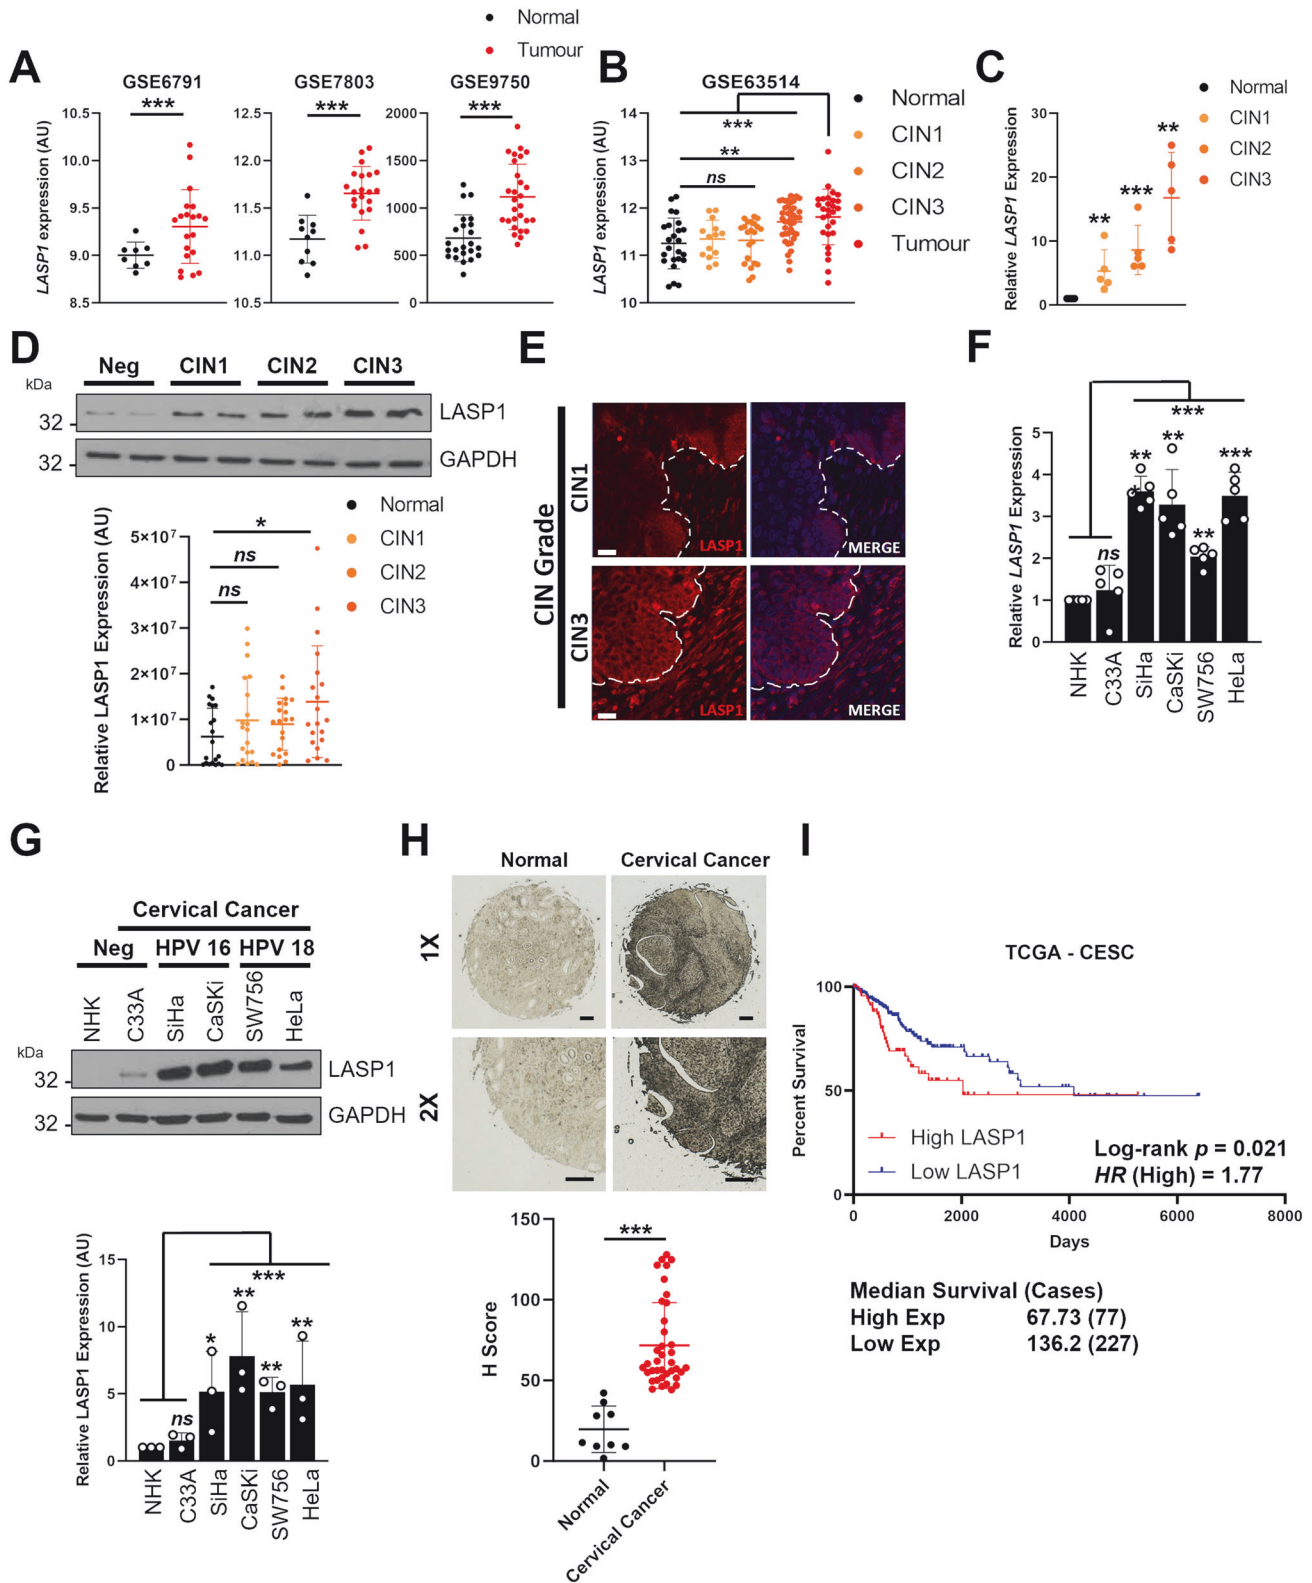 Normal
Tumour
A
GSE6791
***
GSE7803
***
GSE9750
***
LASP1 expression (AU)
10.5
10.0
9.5
9.0
8.5
12.5
12.0
11.5
11.0
10.5
2000
1500
1000
500
0
B
GSE63514
***
**
ns
LASP1 expression (AU)
14
13
12
11
10
Normal
CIN1
CIN2
CIN3
Tumour
C
Relative LASP1 Expression
30
20
10
0
**
***
**
Normal
CIN1
CIN2
CIN3
D
Neg CIN1 CIN2 CIN3
kDa
32
LASP1
32
GAPDH
Relative LASP1 Expression (AU)
5×10⁷
4×10⁷
3×10⁷
2×10⁷
1×10⁷
0
*
ns
ns
Normal
CIN1
CIN2
CIN3
E
CIN Grade
CIN1
CIN3
LASP1
MERGE
LASP1
MERGE
F
Relative LASP1 Expression
5
4
3
2
1
0
***
ns
**
**
**
***
NHK
C33A
SiHa
CaSKi
SW756
HeLa
G
Cervical Cancer
Neg HPV 16 HPV 18
NHK
C33A
SiHa
CaSKi
SW756
HeLa
kDa
32
LASP1
32
GAPDH
Relative LASP1 Expression (AU)
15
10
5
0
***
ns
*
**
**
**
NHK
C33A
SiHa
CaSKi
SW756
HeLa
H
Normal Cervical Cancer
1X
2X
H Score
150
100
50
0
***
Normal
Cervical Cancer
I
TCGA - CESC
Percent Survival
100
50
0
High LASP1
Low LASP1
Log-rank p = 0.021
HR (High) = 1.77
0 2000 4000 6000 8000
Days
Median Survival (Cases)
High Exp 67.73 (77)
Low Exp 136.2 (227)